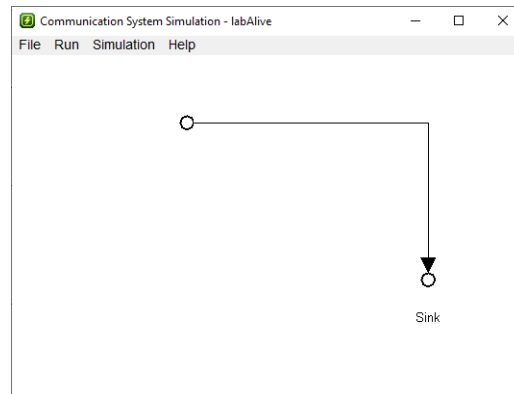 Communication System Simulation - labAlive
File Run Simulation Help
Sink